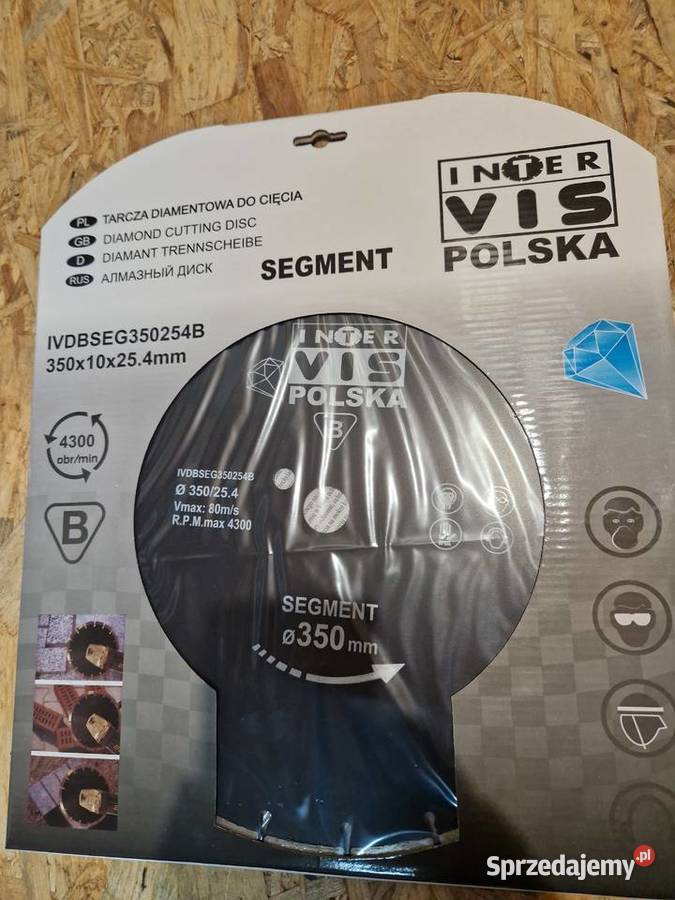 INTER
VIS
POLSKA
PL TARCZA DIAMENTOWA DO CIĘCIA
GB DIAMOND CUTTING DISC
D DIAMANT TRENNSCHEIBE
RUS АЛМАЗНЫЙ ДИСК
SEGMENT
IVDBSEG350254B
350x10x25.4mm
4300
obr/min
B
INTER
VIS
POLSKA
B
IVDBSEG350254B
Ø 350/25.4
Vmax: 80m/s
R.P.M.max 4300
SEGMENT
ø350mm
Sprzedajemy.pl